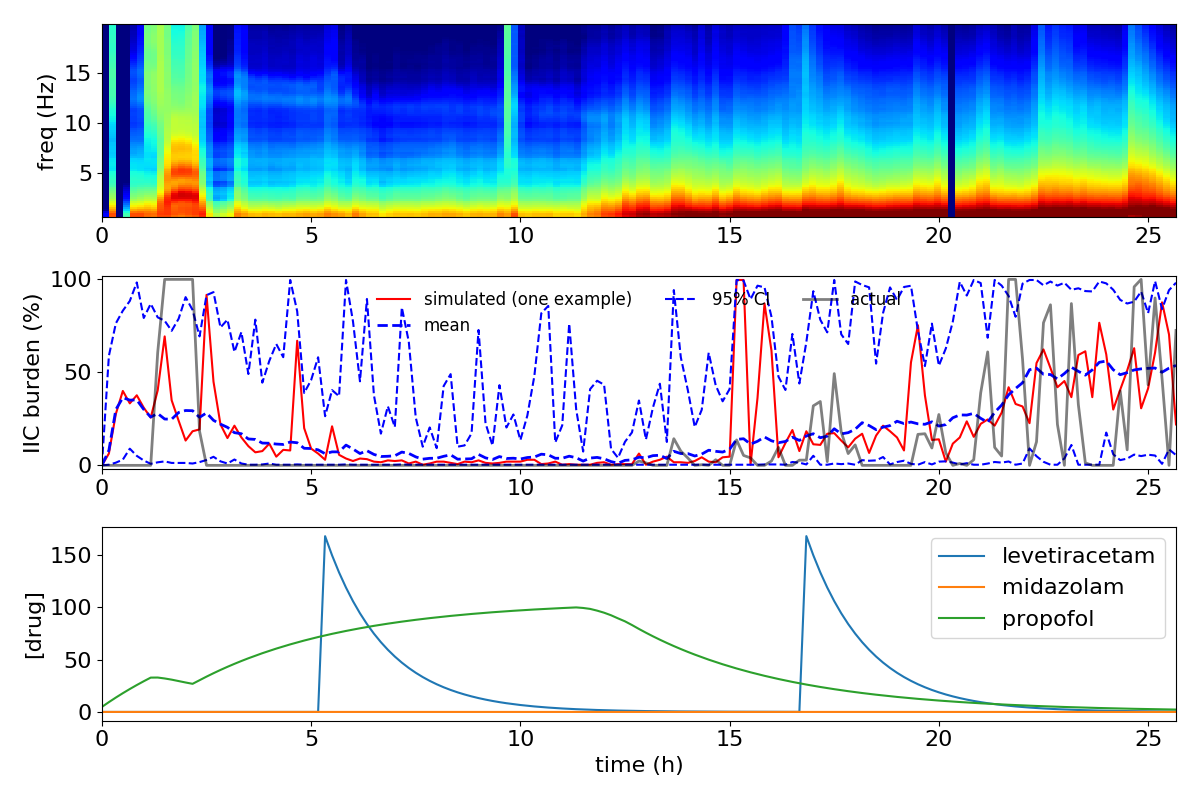 freq (Hz)
15
10
5
0 5 10 15 20 25
IIC burden (%)
100
50
0
simulated (one example) 95% CI actual
mean
0 5 10 15 20 25
[drug]
150
100
50
0
levetiracetam
midazolam
propofol
0 5 10 15 20 25
time (h)